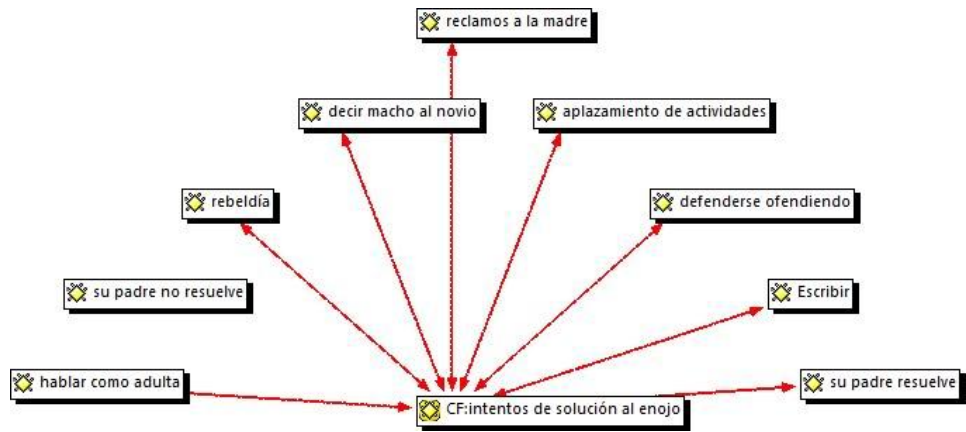 reclamos a la madre
decir macho al novio
aplazamiento de actividades
rebeldía
defenderse ofendiendo
su padre no resuelve
Escribir
hablar como adulta
su padre resuelve
CF:intentos de solución al enojo